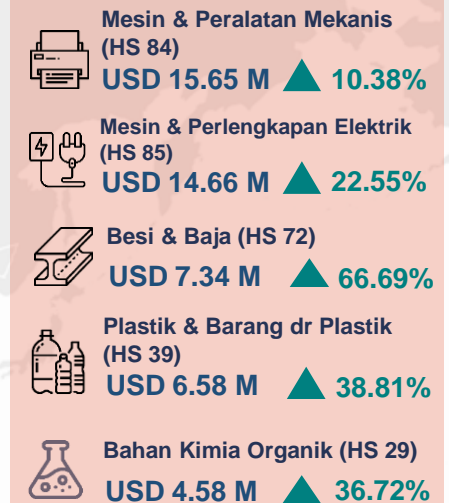 Mesin & Peralatan Mekanis
(HS 84)
USD 15.65 M 10.38%
Mesin & Perlengkapan Elektrik
(HS 85)
USD 14.66 M 22.55%
Besi & Baja (HS 72)
USD 7.34 M 66.69%
Plastik & Barang dr Plastik
(HS 39)
USD 6.58 M 38.81%
Bahan Kimia Organik (HS 29)
USD 4.58 M 36.72%